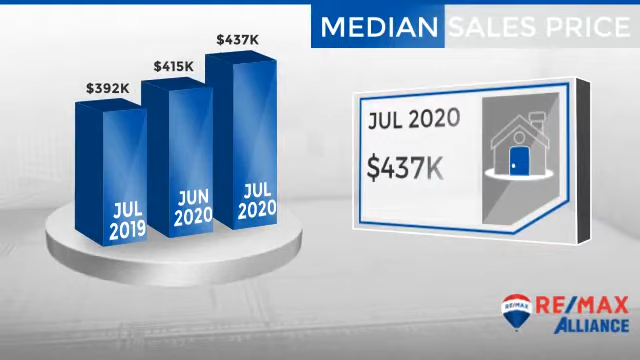 MEDIAN SALES PRICE
$392K
$415K
$437K
JUL
2019
JUN
2020
JUL
2020
JUL 2020
$437K
RE/MAX
RE/MAX
ALLIANCE